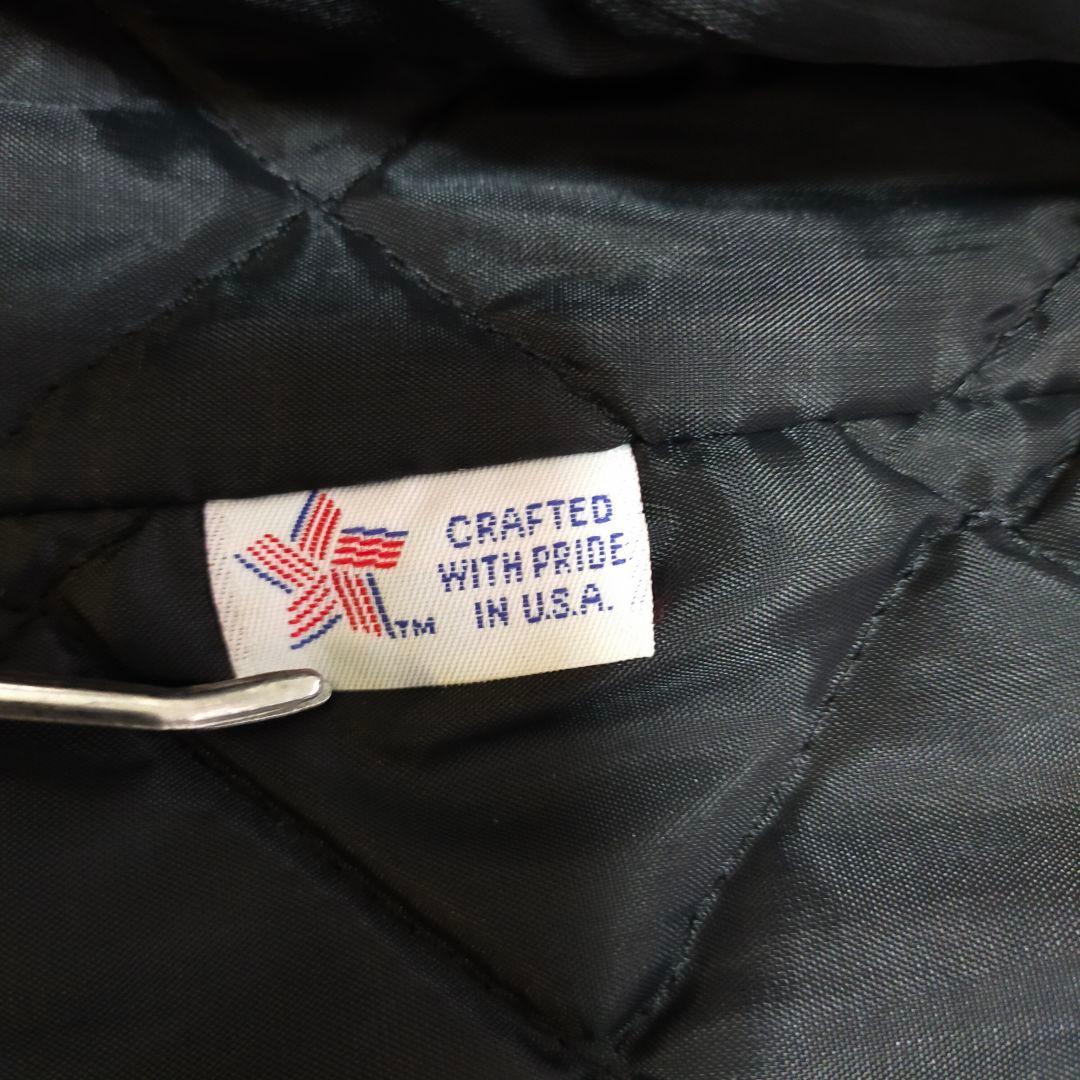 CRAFTED
WITH PRIDE
IN U.S.A.
TM